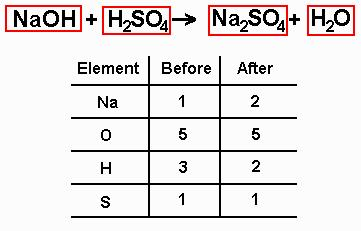 NaOH + H₂SO₄ → Na₂SO₄ + H₂O
Element Before After
Na 1 2
O 5 5
H 3 2
S 1 1